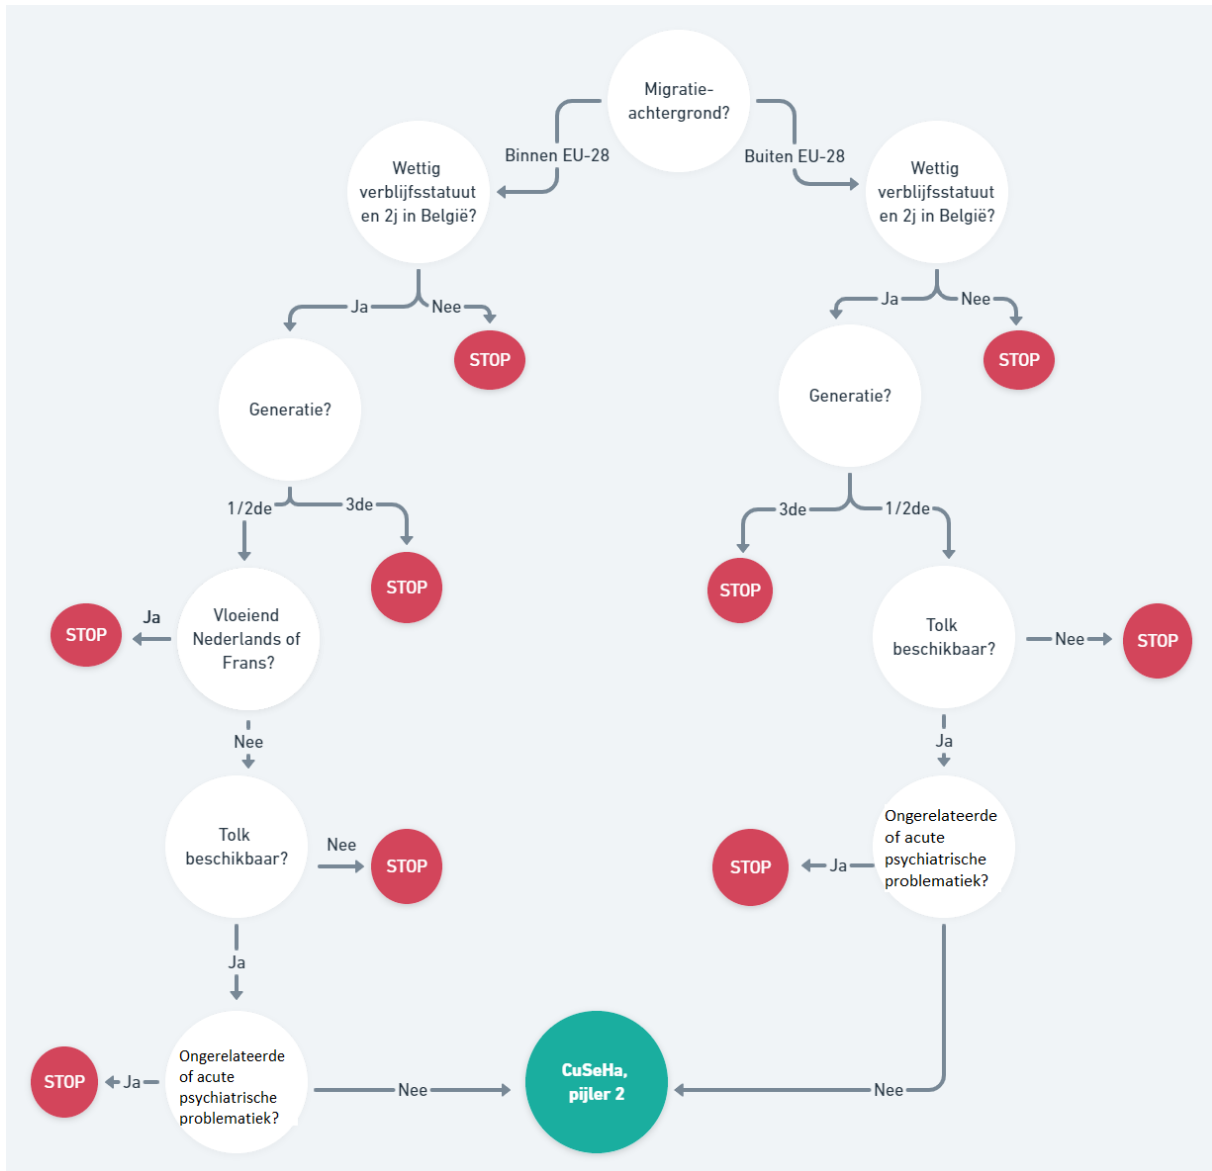 Migratie-
achtergrond?
Binnen EU-28
Buiten EU-28
Wettig
verblijfsstatuut
en 2j in België?
Wettig
verblijfsstatuut
en 2j in België?
Ja
Nee
Ja
Nee
STOP
STOP
Generatie?
Generatie?
1/2de
3de
3de
1/2de
STOP
STOP
Ja
STOP
Vloeiend
Nederlands of
Frans?
Tolk
beschikbaar?
Nee
STOP
Nee
Ja
Tolk
beschikbaar?
Nee
STOP
Ongerelateerde
of acute
psychiatrische
problematiek?
Ja
STOP
Ja
Ongerelateerde
of acute
psychiatrische
problematiek?
Ja
STOP
Nee
CuSeHa,
pijler 2
Nee